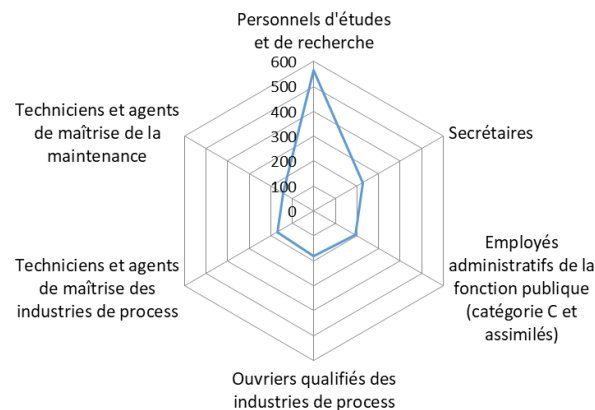 Personnels d'études
et de recherche
600
500
400
300
200
100
0
Techniciens et agents
de maîtrise de la
maintenance
Secrétaires
Techniciens et agents
de maîtrise des
industries de process
Employés
administratifs de la
fonction publique
(catégorie C et
assimilés)
Ouvriers qualifiés des
industries de process